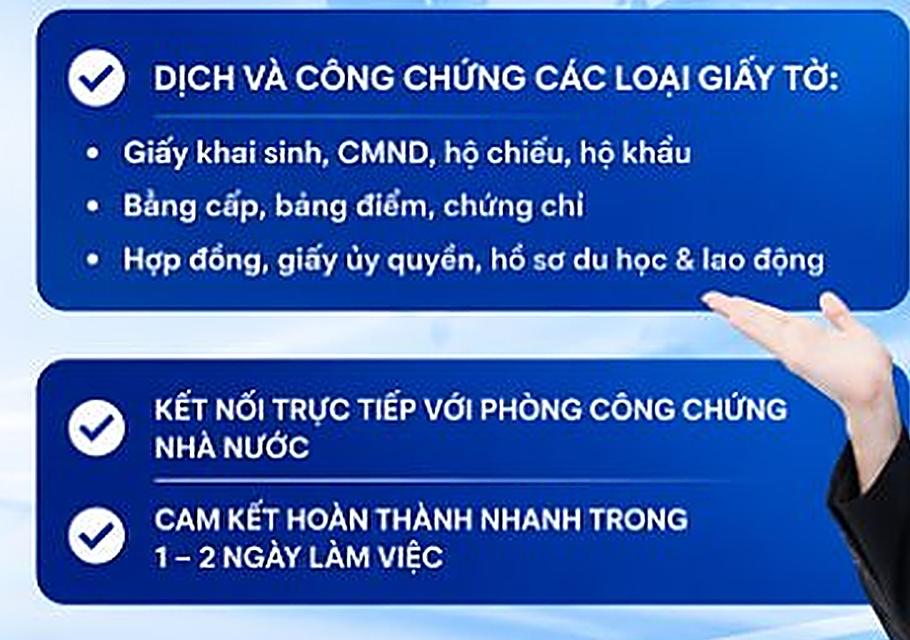 DỊCH VÀ CÔNG CHỨNG CÁC LOẠI GIẤY TỜ:
• Giấy khai sinh, CMND, hộ chiếu, hộ khẩu
• Bằng cấp, bảng điểm, chứng chỉ
• Hợp đồng, giấy ủy quyền, hồ sơ du học & lao động
KẾT NỐI TRỰC TIẾP VỚI PHÒNG CÔNG CHỨNG
NHÀ NƯỚC
CAM KẾT HOÀN THÀNH NHANH TRONG
1 – 2 NGÀY LÀM VIỆC